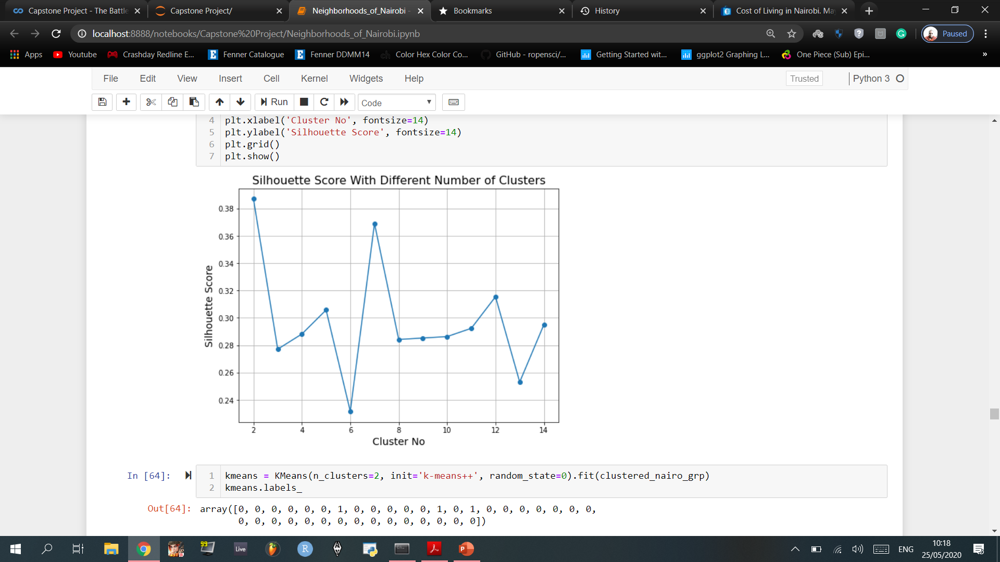 Capstone Project - The Battle
Capstone Project/
Neighborhoods_of_Nairobi -
Bookmarks
History
Cost of Living in Nairobi. Ma
localhost:8888/notebooks/Capstone%20Project/Neighborhoods_of_Nairobi.ipynb
Paused
Apps
Youtube
Crashday Redline E...
Fenner Catalogue
Fenner DDMM14
Color Hex Color Co...
GitHub - ropensci/...
Getting Started wit...
ggplot2 Graphing L...
One Piece (Sub) Epi...
»
File Edit View Insert Cell Kernel Widgets Help
Trusted
Python 3
Run
Code
4 plt.xlabel('Cluster No', fontsize=14)
5 plt.ylabel('Silhouette Score', fontsize=14)
6 plt.grid()
7 plt.show()
Silhouette Score With Different Number of Clusters
Silhouette Score
0.38
0.36
0.34
0.32
0.30
0.28
0.26
0.24
2 4 6 8 10 12 14
Cluster No
In [64]:
1 kmeans = KMeans(n_clusters=2, init='k-means++', random_state=0).fit(clustered_nairo_grp)
2 kmeans.labels_
Out[64]: array([0, 0, 0, 0, 0, 0, 1, 0, 0, 0, 0, 0, 1, 0, 1, 0, 0, 0, 0, 0, 0, 0,
0, 0, 0, 0, 0, 0, 0, 0, 0, 0, 0, 0, 0, 0, 0])
99
Live
R
P
ENG
10:18
25/05/2020